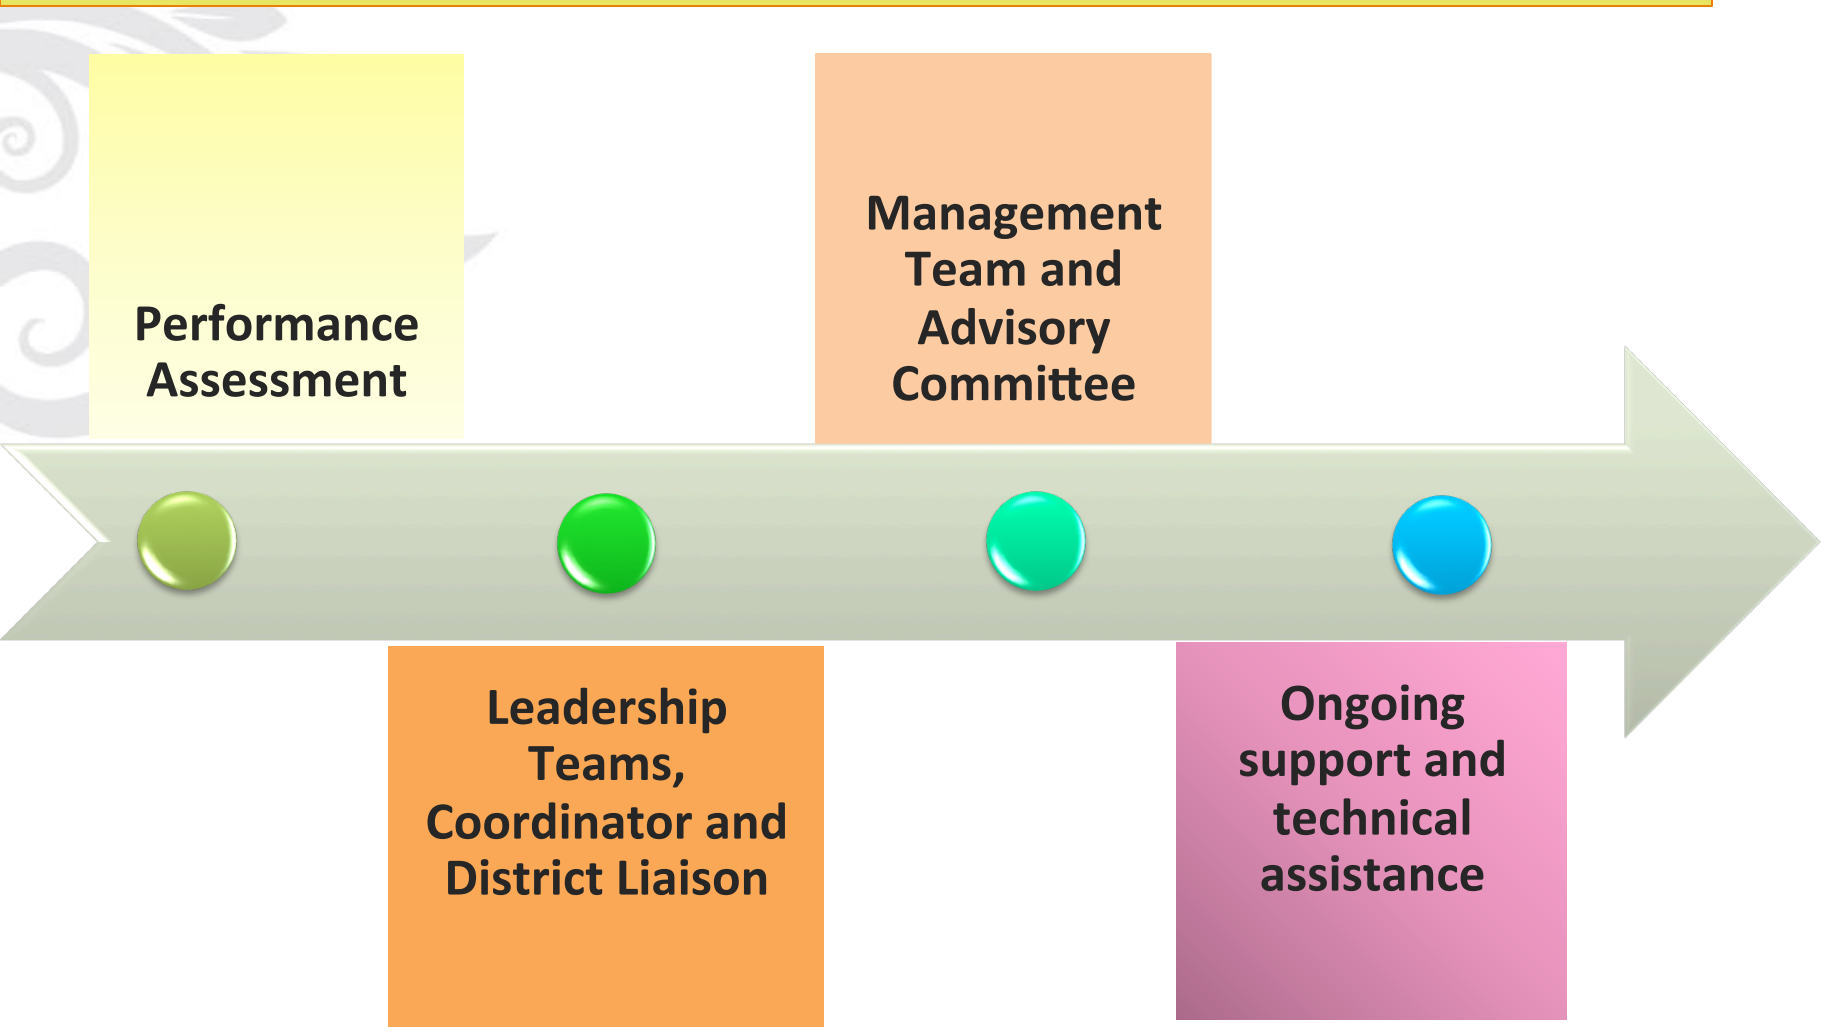 Performance
Assessment
Leadership
Teams,
Coordinator and
District Liaison
Management
Team and
Advisory
Committee
Ongoing
support and
technical
assistance